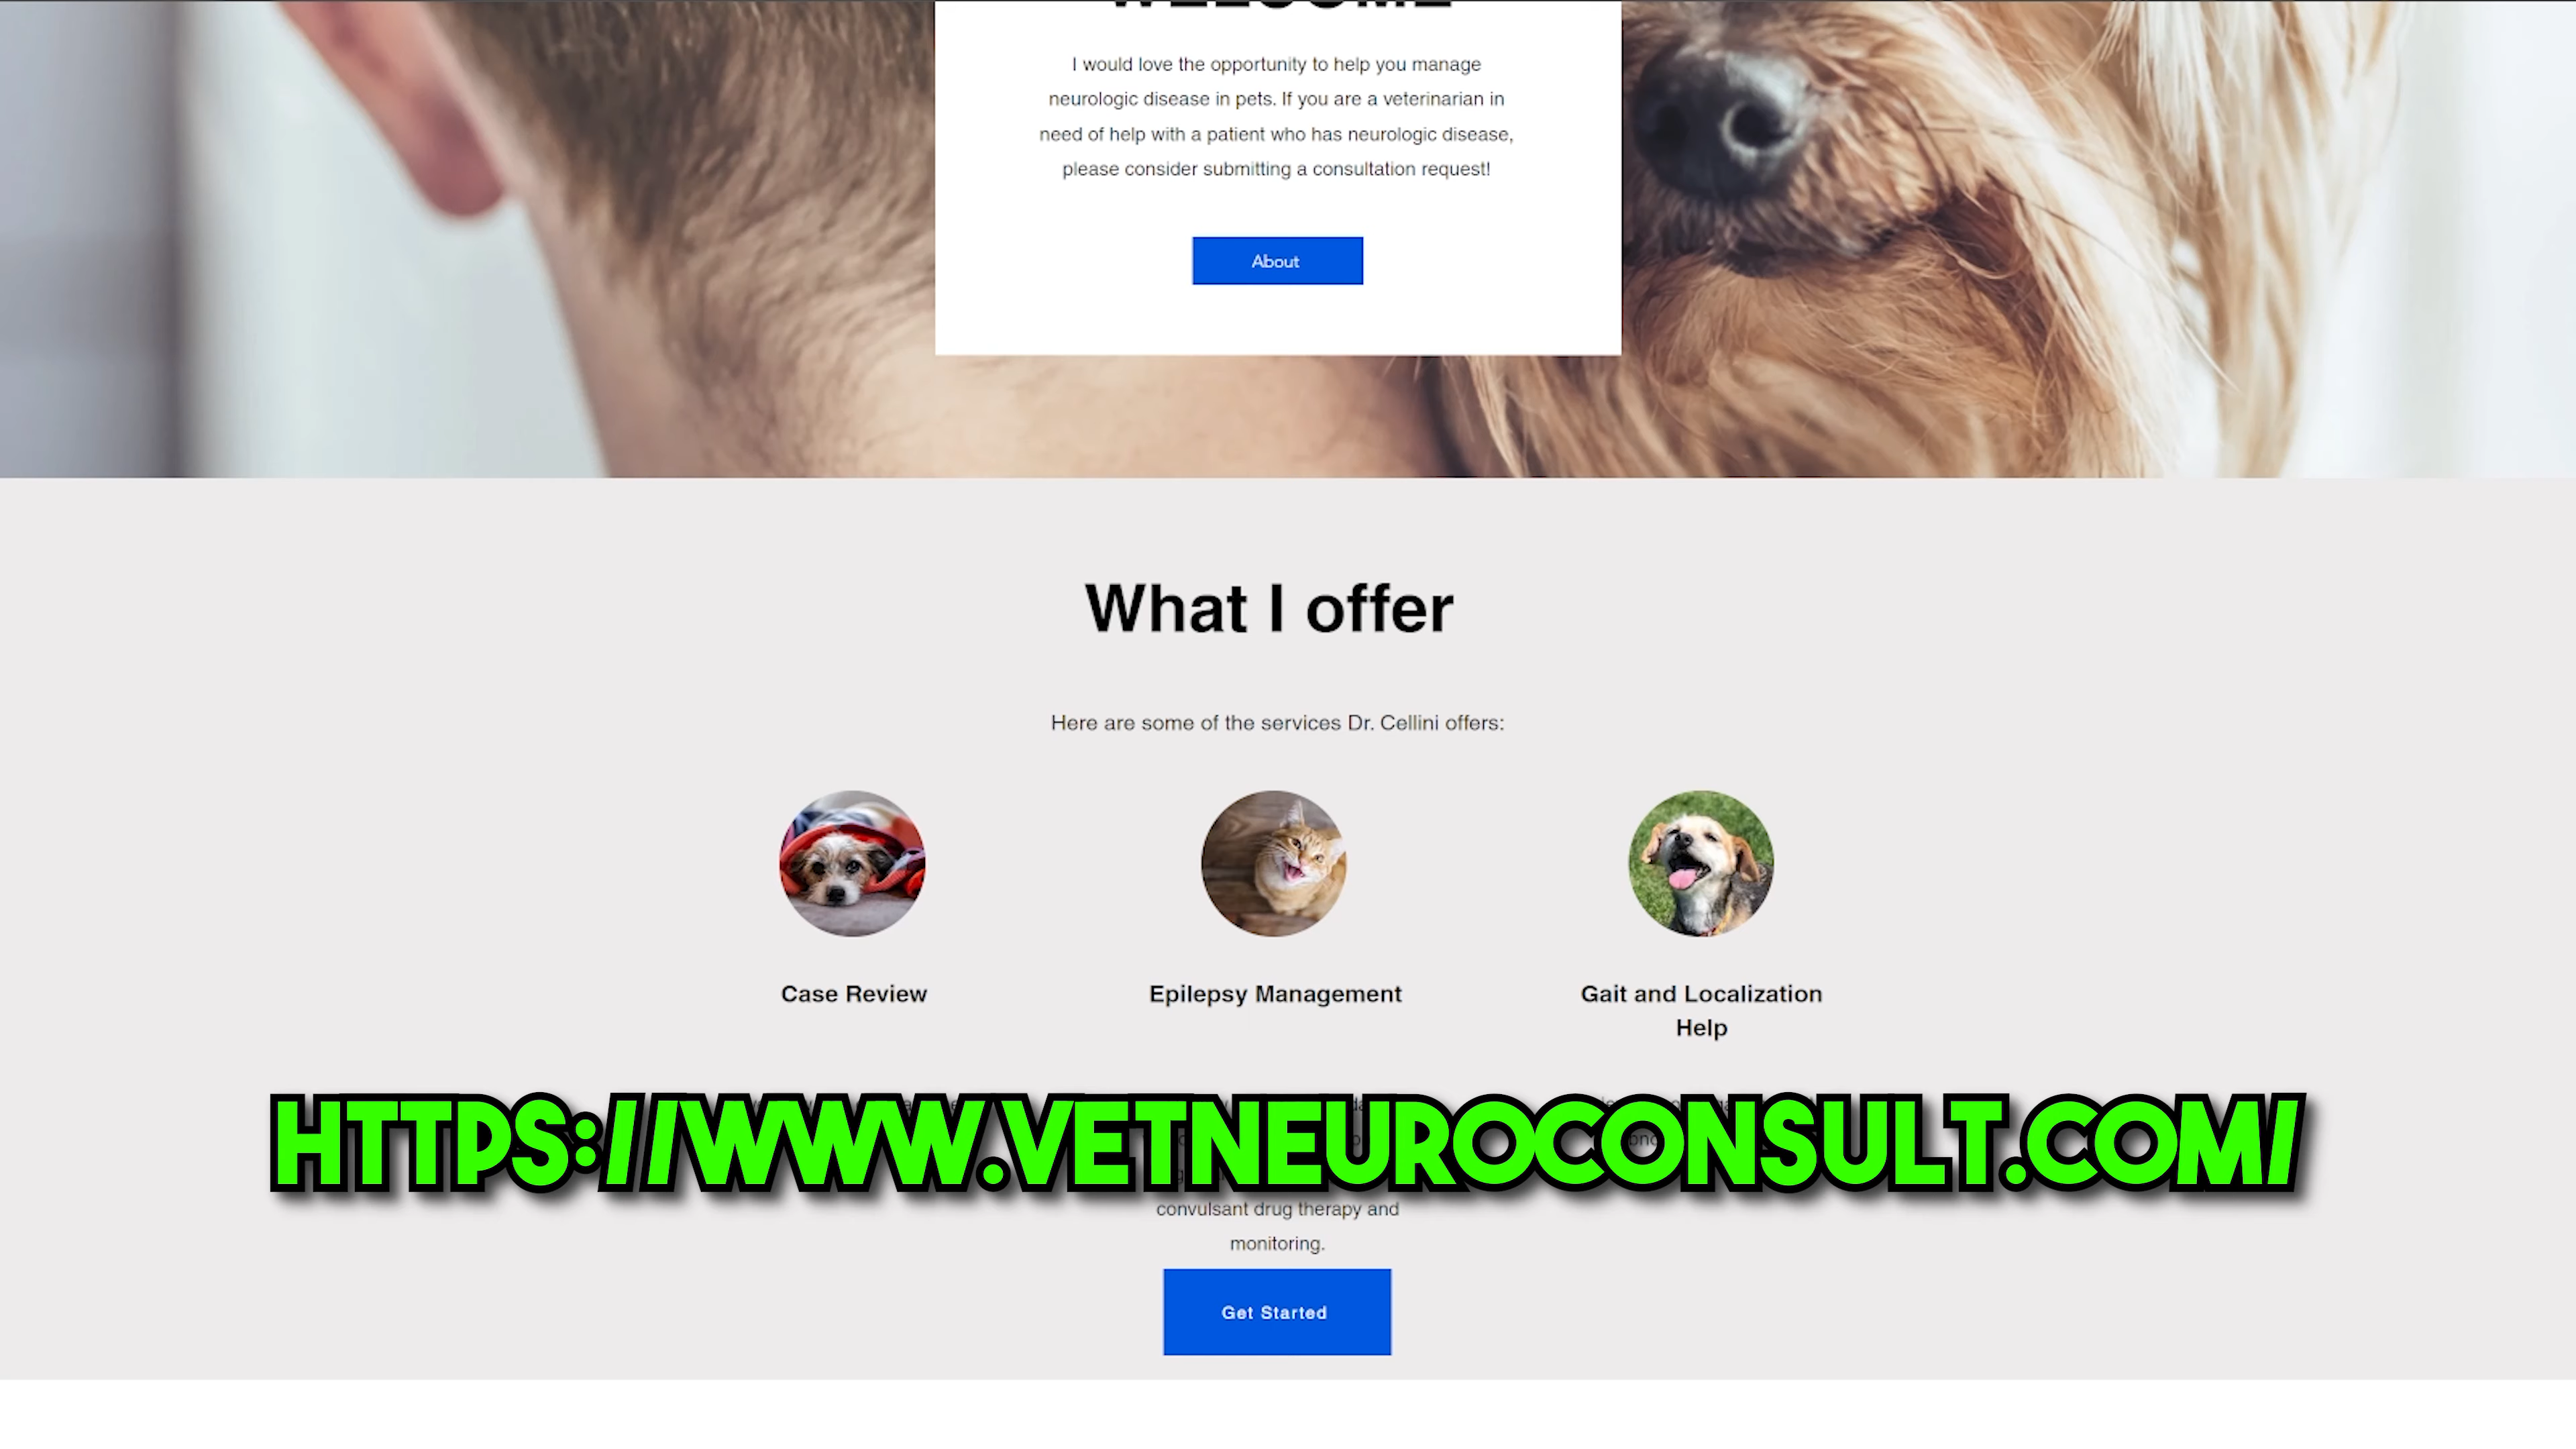 WELCOME
I would love the opportunity to help you manage
neurologic disease in pets. If you are a veterinarian in
need of help with a patient who has neurologic disease,
please consider submitting a consultation request!
About
What I offer
Here are some of the services Dr. Cellini offers:
Case Review
Epilepsy Management
Gait and Localization
Help
HTTPS://WWW.VETNEUROCONSULT.COM/
convulsant drug therapy and
monitoring.
Get Started